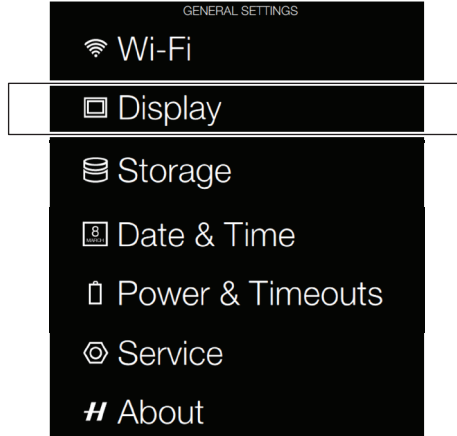 GENERAL SETTINGS
Wi-Fi
Display
Storage
8 MARCH Date & Time
Power & Timeouts
Service
H About